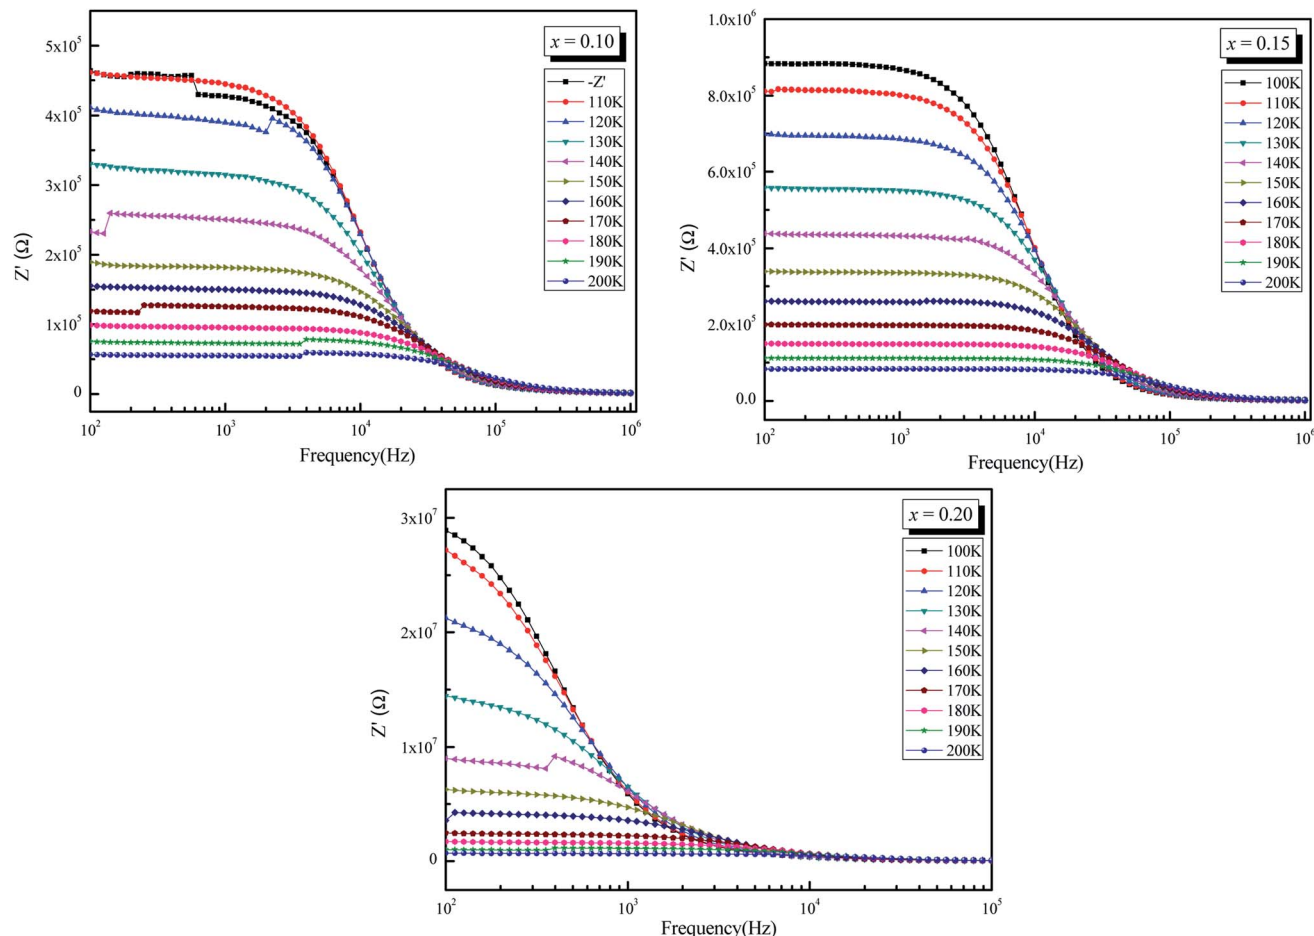 x = 0.10
5x10⁵
4x10⁵
3x10⁵
2x10⁵
1x10⁵
0
Z' (Ω)
-Z'
110K
120K
130K
140K
150K
160K
170K
180K
190K
200K
10² 10³ 10⁴ 10⁵ 10⁶
Frequency(Hz)
x = 0.15
1.0x10⁶
8.0x10⁵
6.0x10⁵
4.0x10⁵
2.0x10⁵
0.0
Z' (Ω)
100K
110K
120K
130K
140K
150K
160K
170K
180K
190K
200K
10² 10³ 10⁴ 10⁵ 10⁶
Frequency(Hz)
x = 0.20
3x10⁷
2x10⁷
1x10⁷
0
Z' (Ω)
100K
110K
120K
130K
140K
150K
160K
170K
180K
190K
200K
10² 10³ 10⁴ 10⁵
Frequency(Hz)